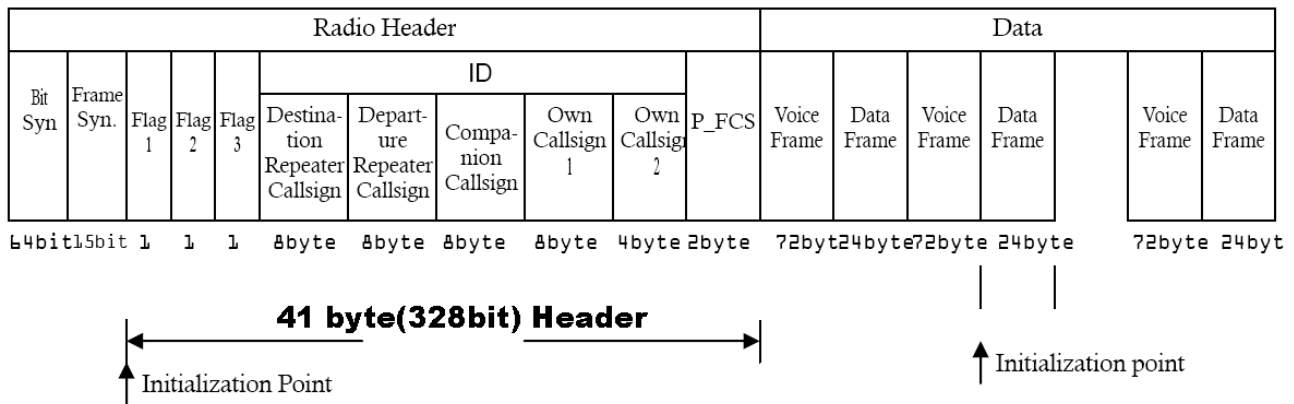 Radio Header
Data
ID
Bit
Syn
Frame
Syn.
Flag
1
Flag
2
Flag
3
Destina-
tion
Repeater
Callsign
Depart-
ure
Repeater
Callsign
Compa-
nion
Callsign
Own
Callsign
1
Own
Callsign
2
P_FCS
Voice
Frame
Data
Frame
Voice
Frame
Data
Frame
Voice
Frame
Data
Frame
64bit 15bit 1 1 1 8byte 8byte 8byte 8byte 4byte 2byte 72byt 24byte 72byte 24byte 72byte 24byt
41 byte(328bit) Header
Initialization Point
Initialization point